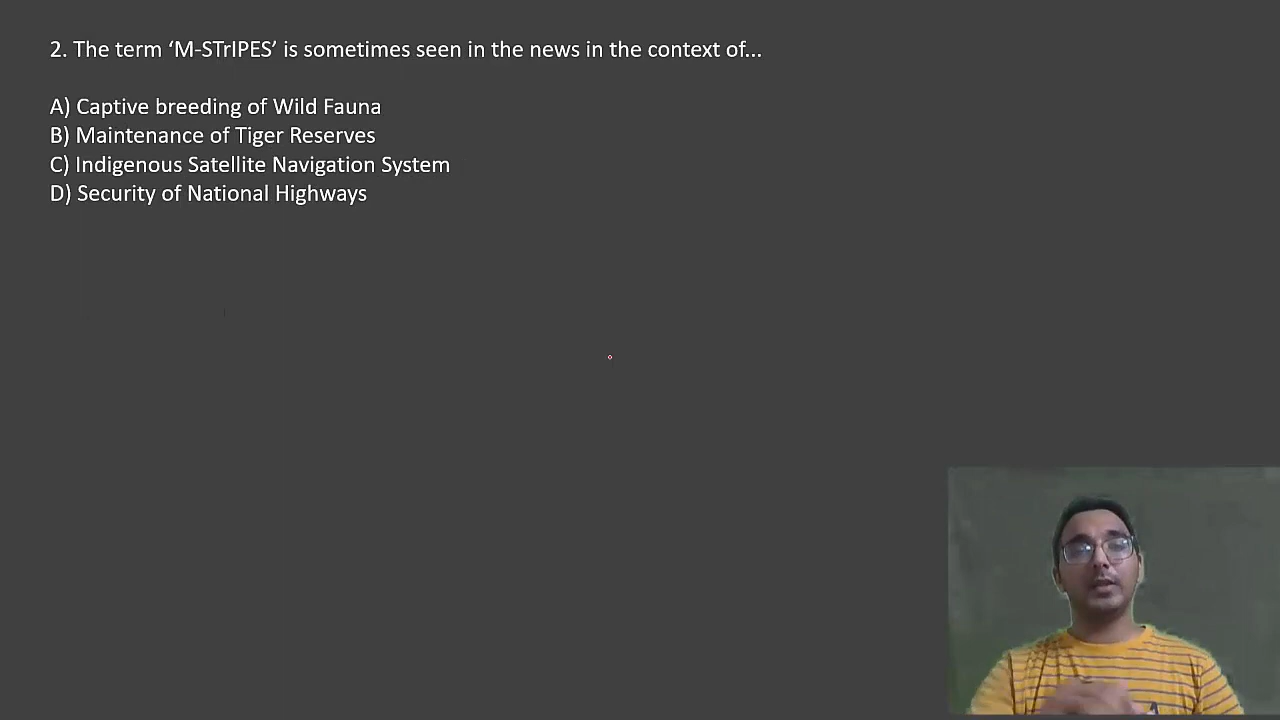 2. The term ‘M-STrIPES’ is sometimes seen in the news in the context of...
A) Captive breeding of Wild Fauna
B) Maintenance of Tiger Reserves
C) Indigenous Satellite Navigation System
D) Security of National Highways